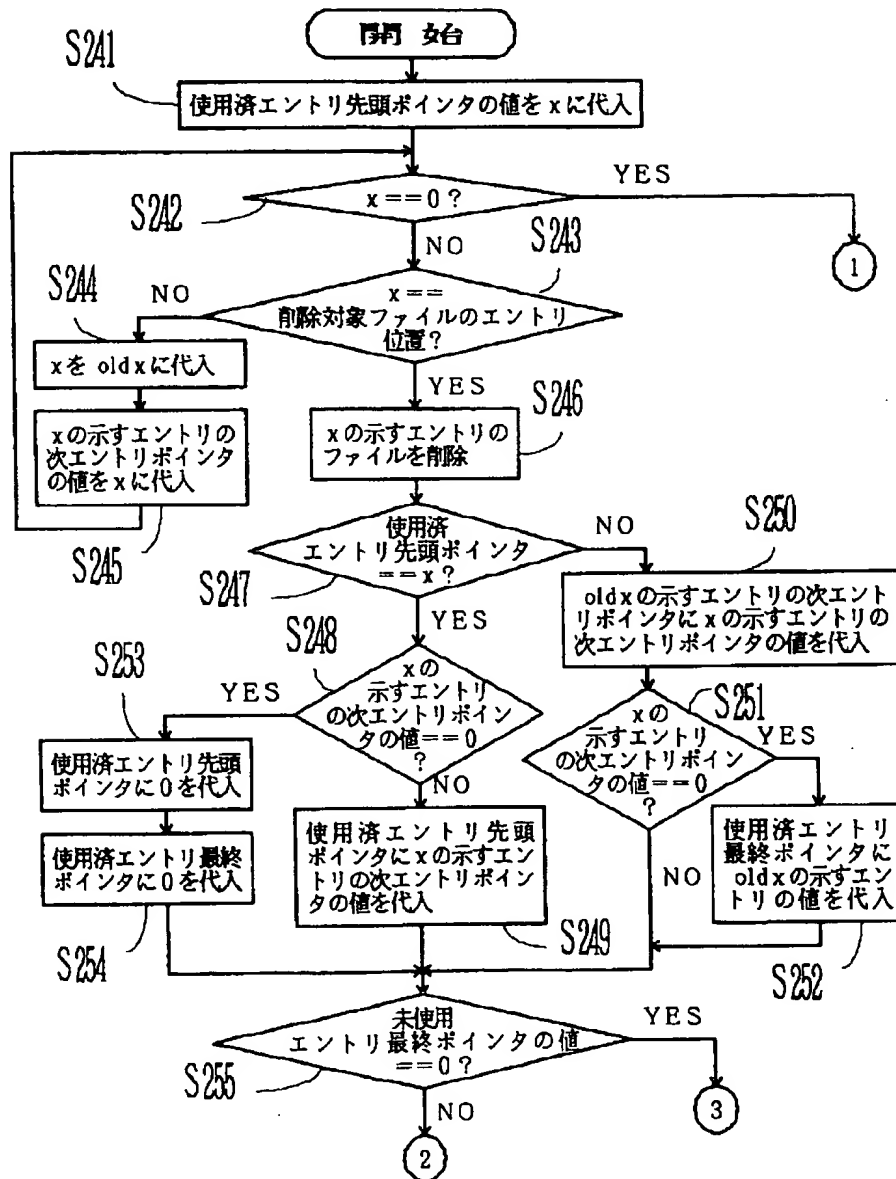 開始
S241
使用済エントリ先頭ポインタの値をxに代入
YES
S242
x==0?
S243
NO
1
S244
NO
x==
削除対象ファイルのエントリ
位置?
xをoldxに代入
YES
S246
xの示すエントリの
次エントリポインタ
の値をxに代入
xの示すエントリの
ファイルを削除
S245
使用済
エントリ先頭ポインタ
==x?
NO
S250
S247
oldxの示すエントリの次エント
リポインタにxの示すエントリの
次エントリポインタの値を代入
YES
S248
S253
YES
xの
示すエントリ
の次エントリポイン
タの値==0
?
S251
xの
示すエントリ
の次エントリポイン
タの値==0
?
YES
使用済エントリ先頭
ポインタに0を代入
NO
使用済エントリ最終
ポインタに0を代入
使用済エントリ先頭
ポインタにxの示すエント
リの次エントリポイン
タの値を代入
NO
使用済エントリ
最終ポインタに
oldxの示すエン
トリの値を代入
S254
S249
S252
未使用
エントリ最終ポインタの値
==0?
YES
S255
NO
3
2